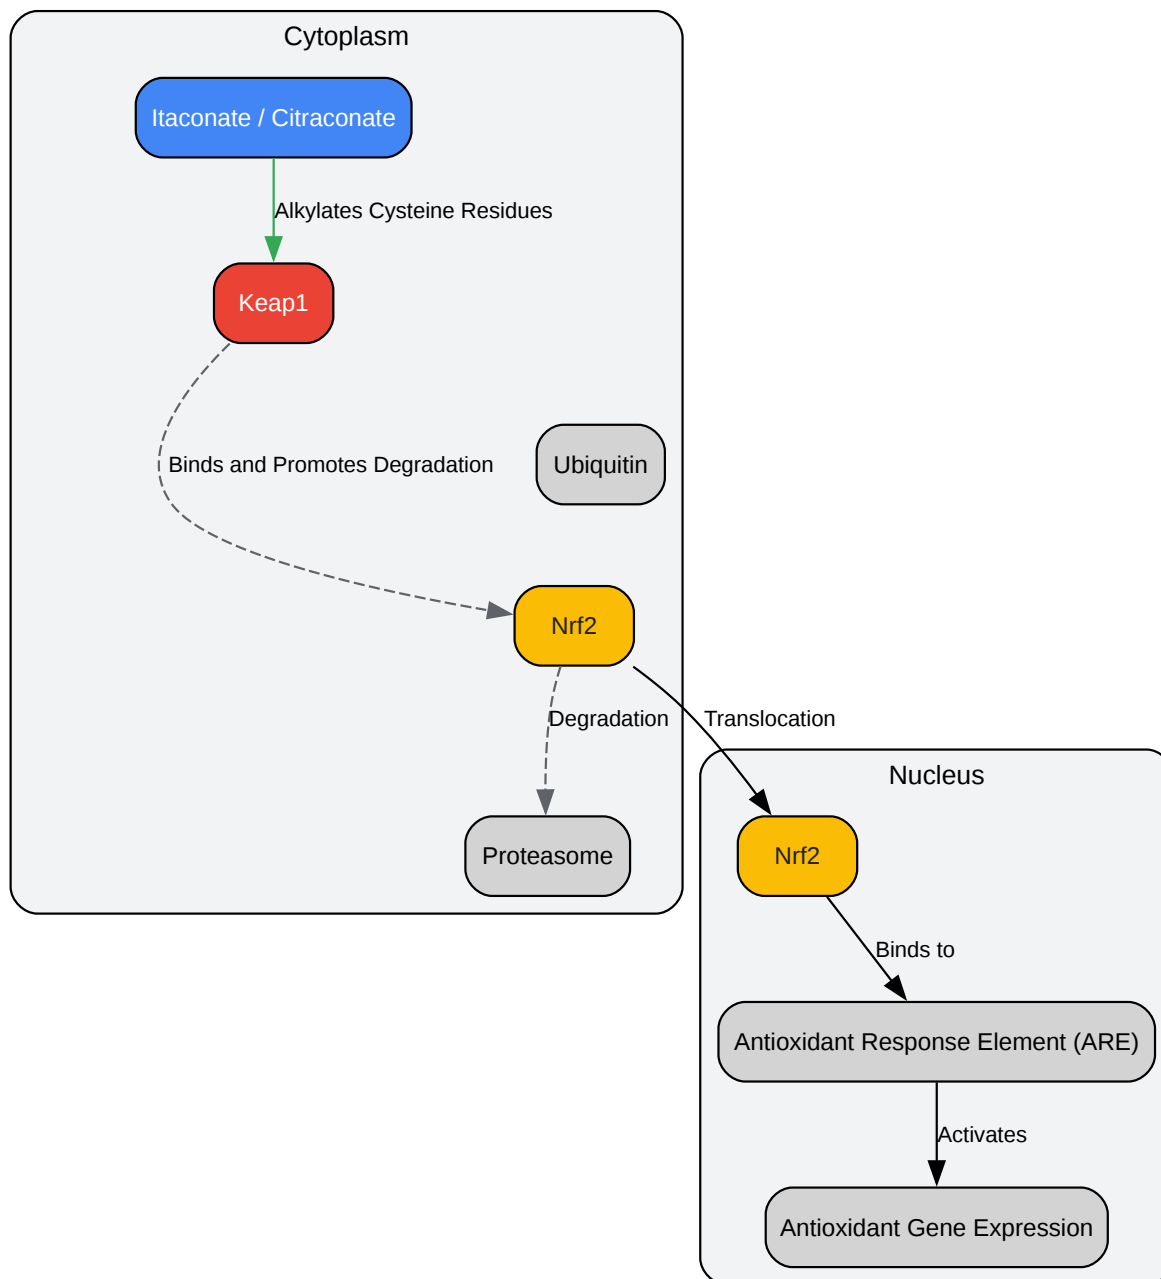 Cytoplasm
Itaconate / Citraconate
Alkylates Cysteine Residues
Keap1
Binds and Promotes Degradation
Ubiquitin
Nrf2
Degradation
Translocation
Proteasome
Nucleus
Nrf2
Binds to
Antioxidant Response Element (ARE)
Activates
Antioxidant Gene Expression